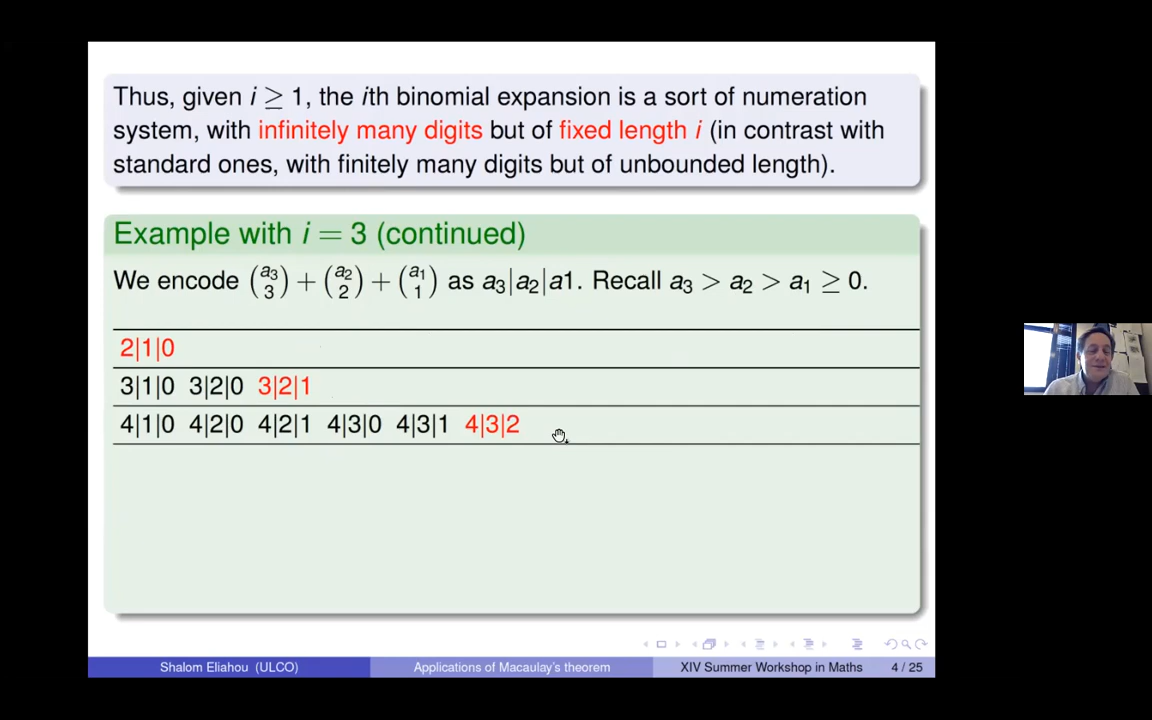 Thus, given i ≥ 1, the ith binomial expansion is a sort of numeration
system, with infinitely many digits but of fixed length i (in contrast with
standard ones, with finitely many digits but of unbounded length).
Example with i = 3 (continued)
We encode (a₃ 3) + (a₂ 2) + (a₁ 1) as a₃|a₂|a1. Recall a₃ > a₂ > a₁ ≥ 0.
2|1|0
3|1|0 3|2|0 3|2|1
4|1|0 4|2|0 4|2|1 4|3|0 4|3|1 4|3|2
Shalom Eliahou (ULCO) Applications of Macaulay's theorem XIV Summer Workshop in Maths 4 / 25